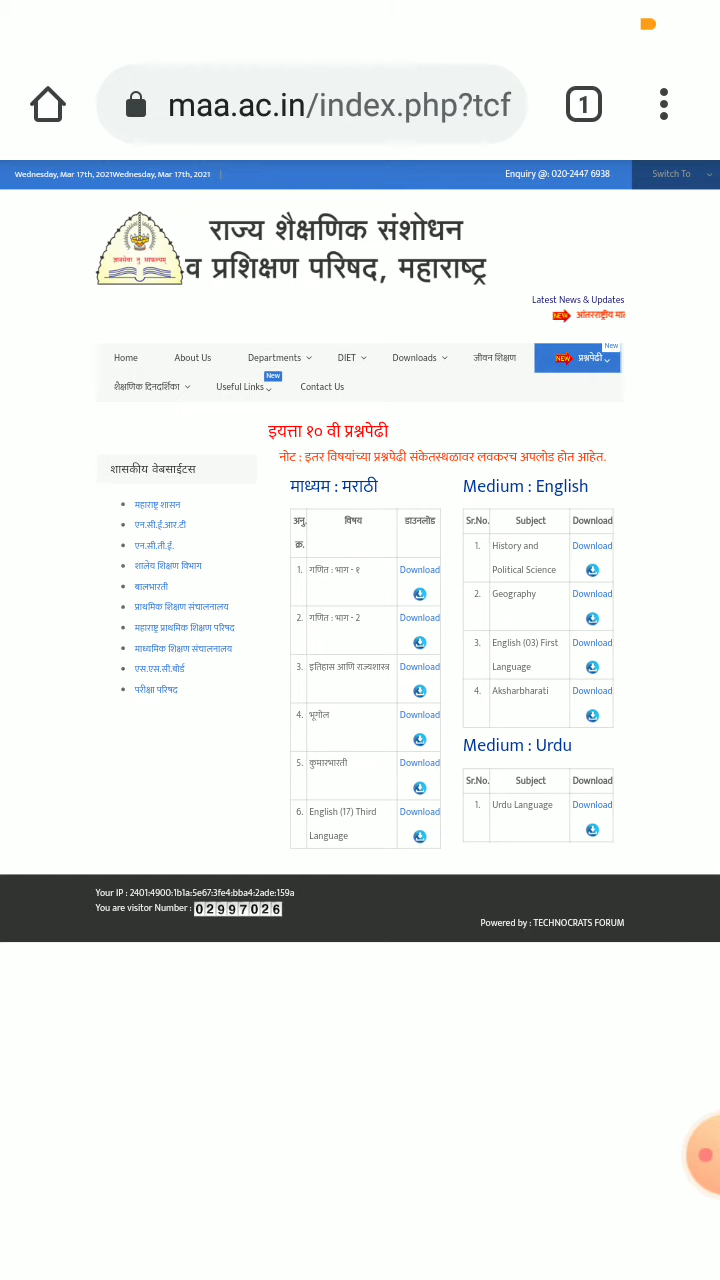 maa.ac.in/index.php?tcf
1
Wednesday, Mar 17th, 2021Wednesday, Mar 17th, 2021 |
Enquiry @: 020-2447 6938
Switch To
राज्य शैक्षणिक संशोधन
व प्रशिक्षण परिषद, महाराष्ट्र
Latest News & Updates
NEW आंतरराष्ट्रीय
Home About Us Departments DIET Downloads जीवन शिक्षण NEW प्रश्नपेढी New
शैक्षणिक दिनदर्शिका Useful Links New Contact Us
इयत्ता १० वी प्रश्नपेढी
नोट : इतर विषयांच्या प्रश्नपेढी संकेतस्थळावर लवकरच अपलोड होत आहेत.
शासकीय वेबसाईटस
महाराष्ट्र शासन
एन.सी.ई.आर.टी
एन.सी.ती.ई.
शालेय शिक्षण विभाग
बालभारती
प्राथमिक शिक्षण संचालनालय
महाराष्ट्र प्राथमिक शिक्षण परिषद
माध्यमिक शिक्षण संचालनालय
एस.एस.सी.बोर्ड
परीक्षा परिषद
माध्यम : मराठी
अनु. क्र. विषय डाउनलोड
1. गणित : भाग - १ Download
2. गणित : भाग - 2 Download
3. इतिहास आणि राज्यशास्त्र Download
4. भूगोल Download
5. कुमारभारती Download
6. English (17) Third Language Download
Medium : English
Sr.No. Subject Download
1. History and Political Science Download
2. Geography Download
3. English (03) First Language Download
4. Aksharbharati Download
Medium : Urdu
Sr.No. Subject Download
1. Urdu Language Download
Your IP : 2401:4900:1b1a:5e67:3fe4:bba4:2ade:159a
You are visitor Number : 02997026
Powered by : TECHNOCRATS FORUM